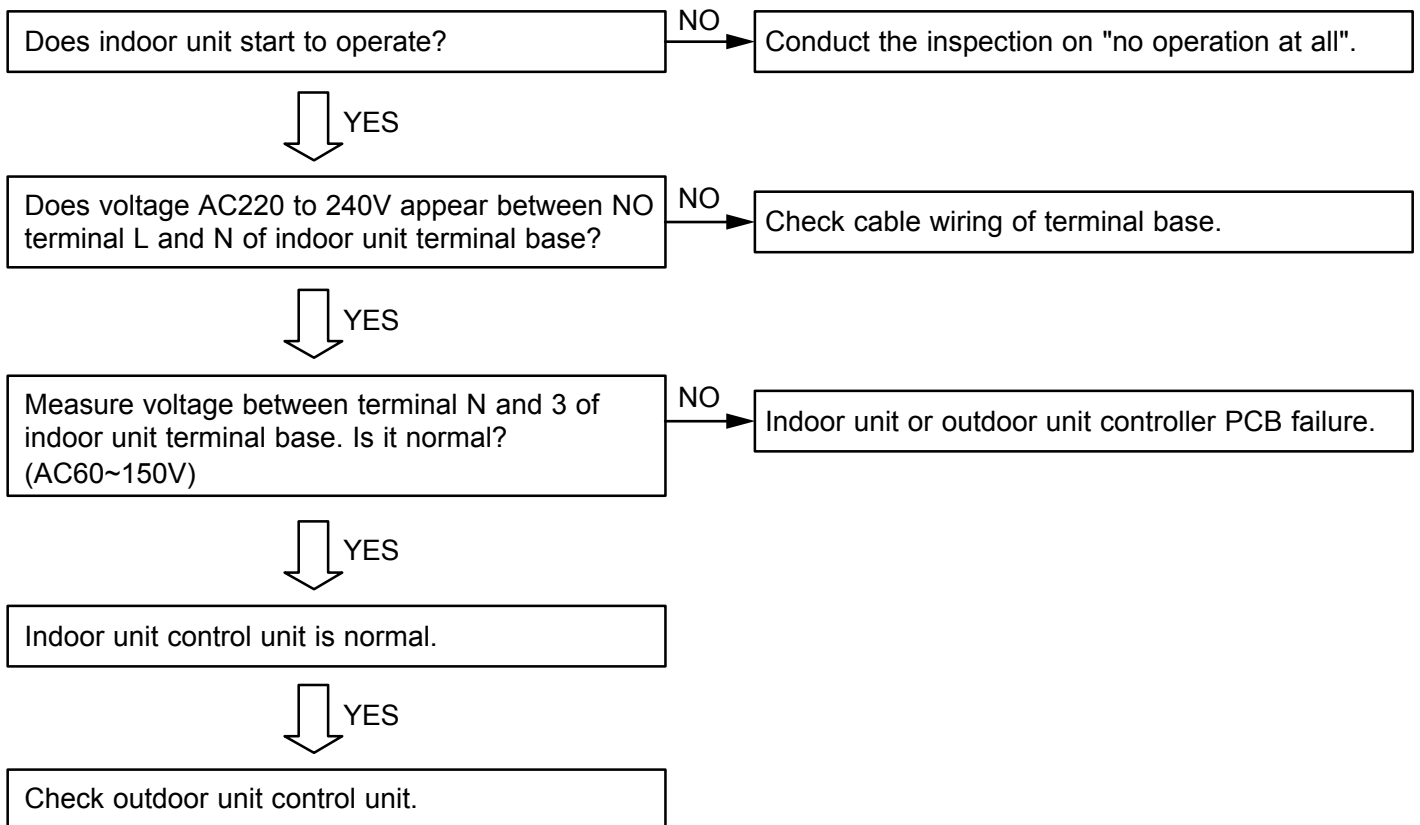 Does indoor unit start to operate?
NO
Conduct the inspection on "no operation at all".
YES
Does voltage AC220 to 240V appear between NO
terminal L and N of indoor unit terminal base?
NO
Check cable wiring of terminal base.
YES
Measure voltage between terminal N and 3 of
indoor unit terminal base. Is it normal?
(AC60~150V)
NO
Indoor unit or outdoor unit controller PCB failure.
YES
Indoor unit control unit is normal.
YES
Check outdoor unit control unit.